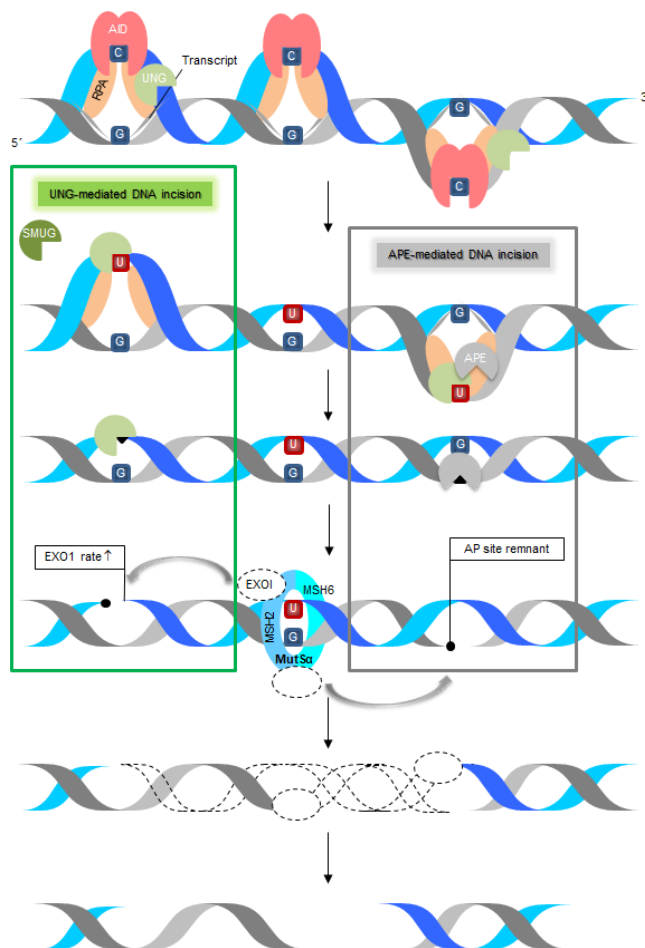 AID
C
C
RPA
UNG
Transcript
G
G
G
C
5´
3´
UNG-mediated DNA incision
SMUG
APE-mediated DNA incision
U
G
U
G
G
APE
U
G
U
G
G
EXO1 rate ↑
AP site remnant
EXOI
MSH6
MSH2
U
G
MutSα